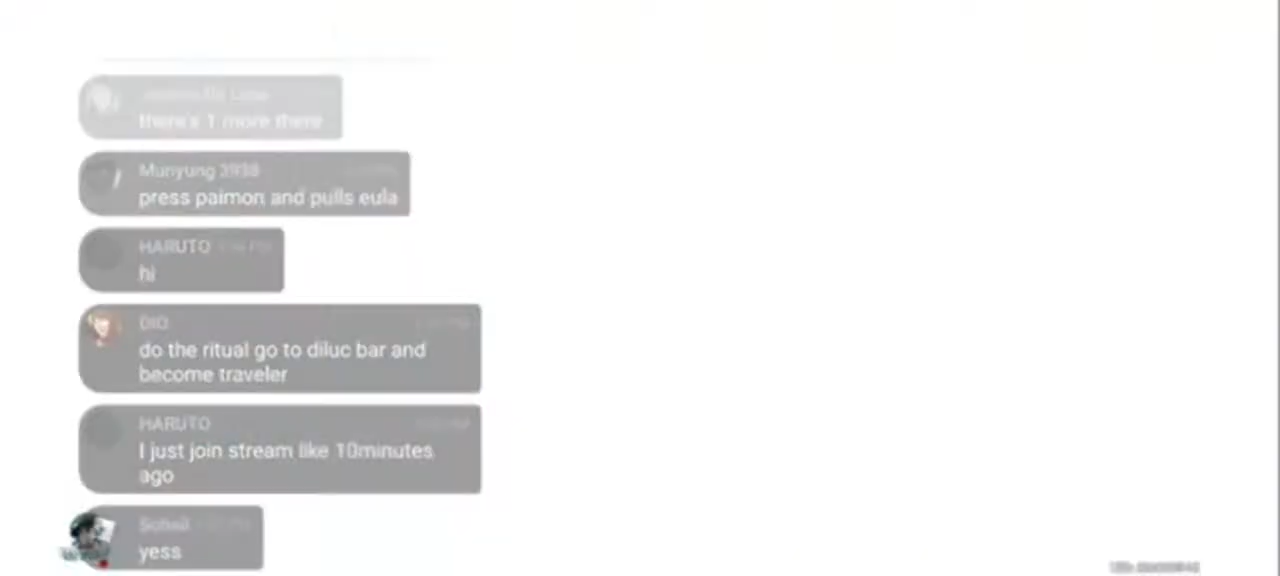 there's 1 more there
Munyung 3938
press paimon and pulls eula
HARUTO
hi
DIO
do the ritual go to diluc bar and
become traveler
HARUTO
I just join stream like 10minutes
ago
yess